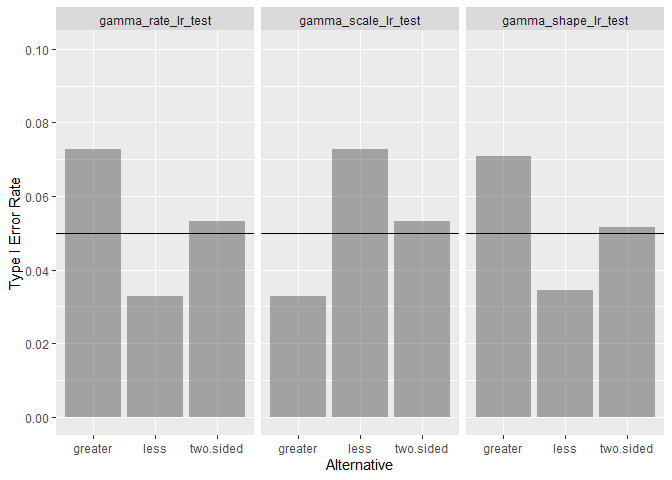 gamma_rate_lr_test gamma_scale_lr_test gamma_shape_lr_test
0.10
0.08
0.06
0.04
0.02
0.00
Type I Error Rate
greater less two.sided greater less two.sided greater less two.sided
Alternative